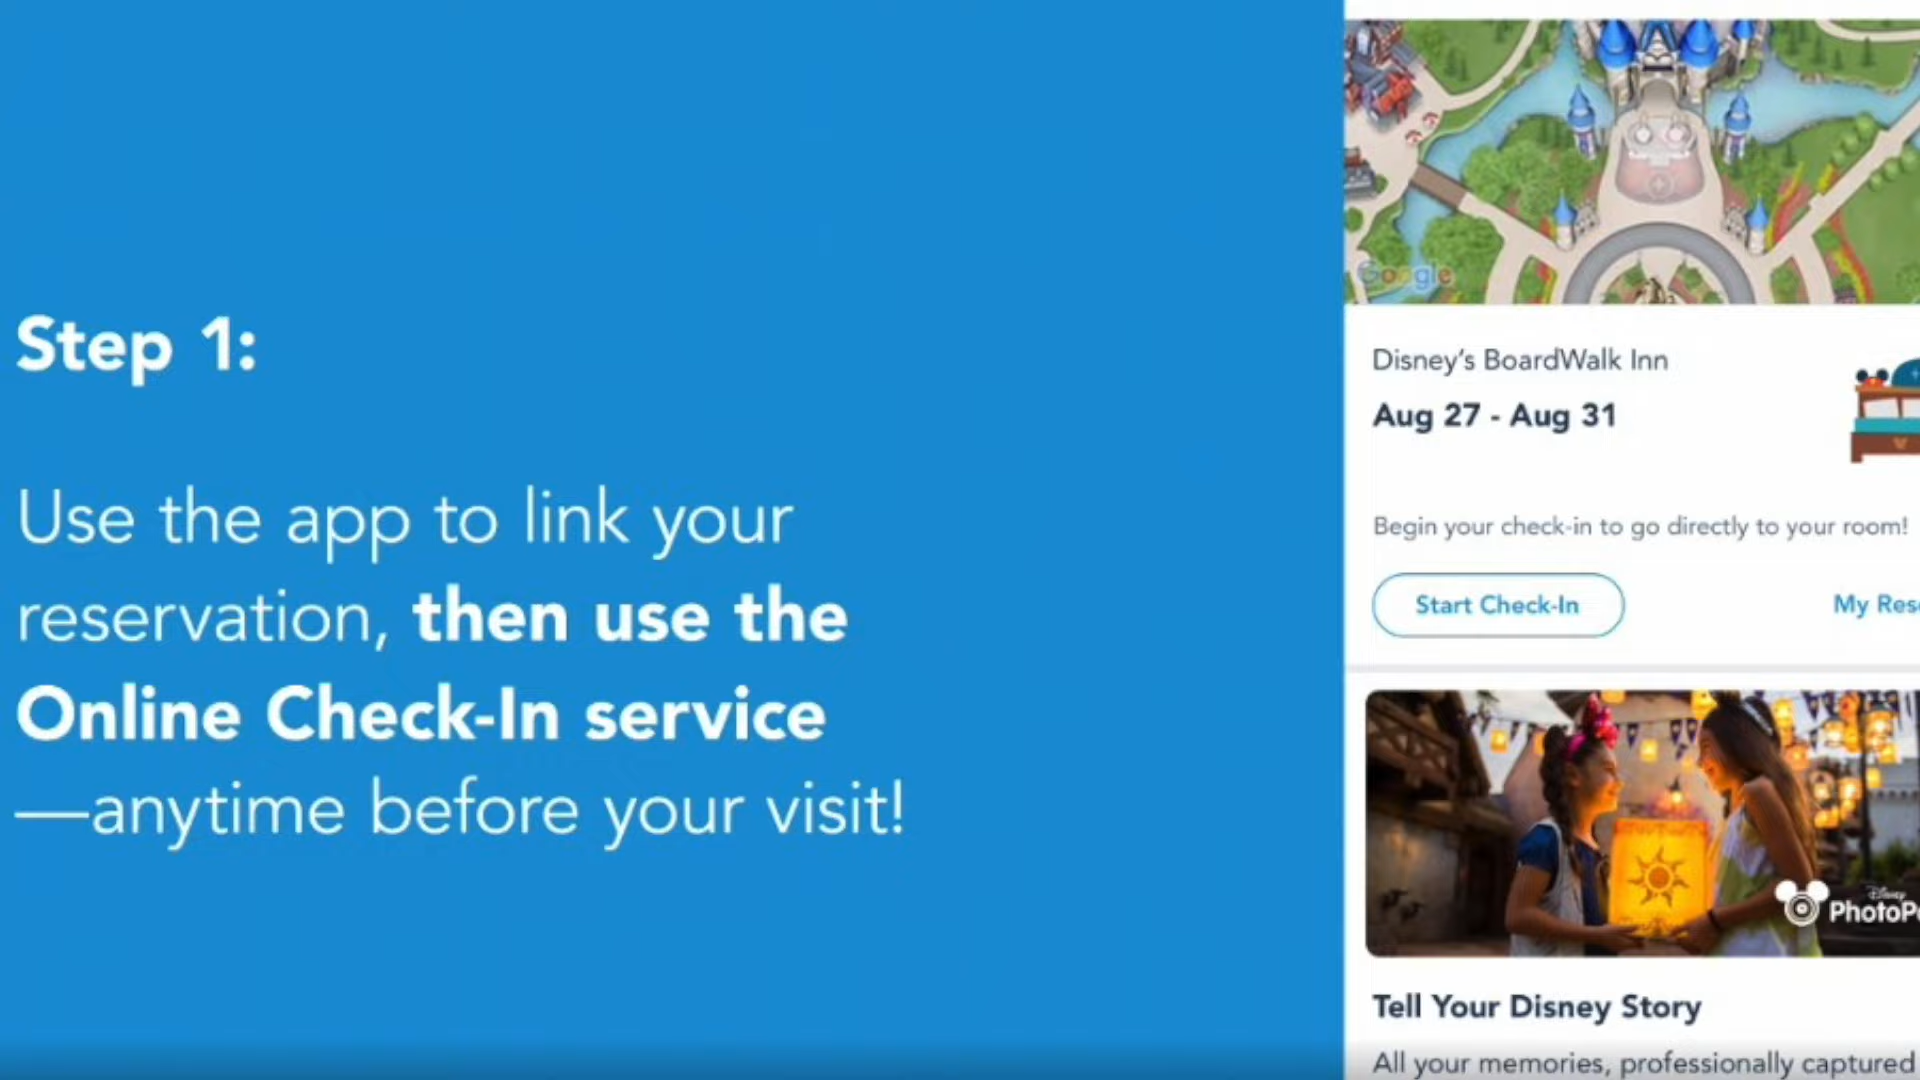 Step 1:
Use the app to link your
reservation, then use the
Online Check-In service
—anytime before your visit!
Google
Disney's BoardWalk Inn
Aug 27 - Aug 31
Begin your check-in to go directly to your room!
Start Check-In
My
Disney
Tell Your Disney Story
All your memories, professionally captured